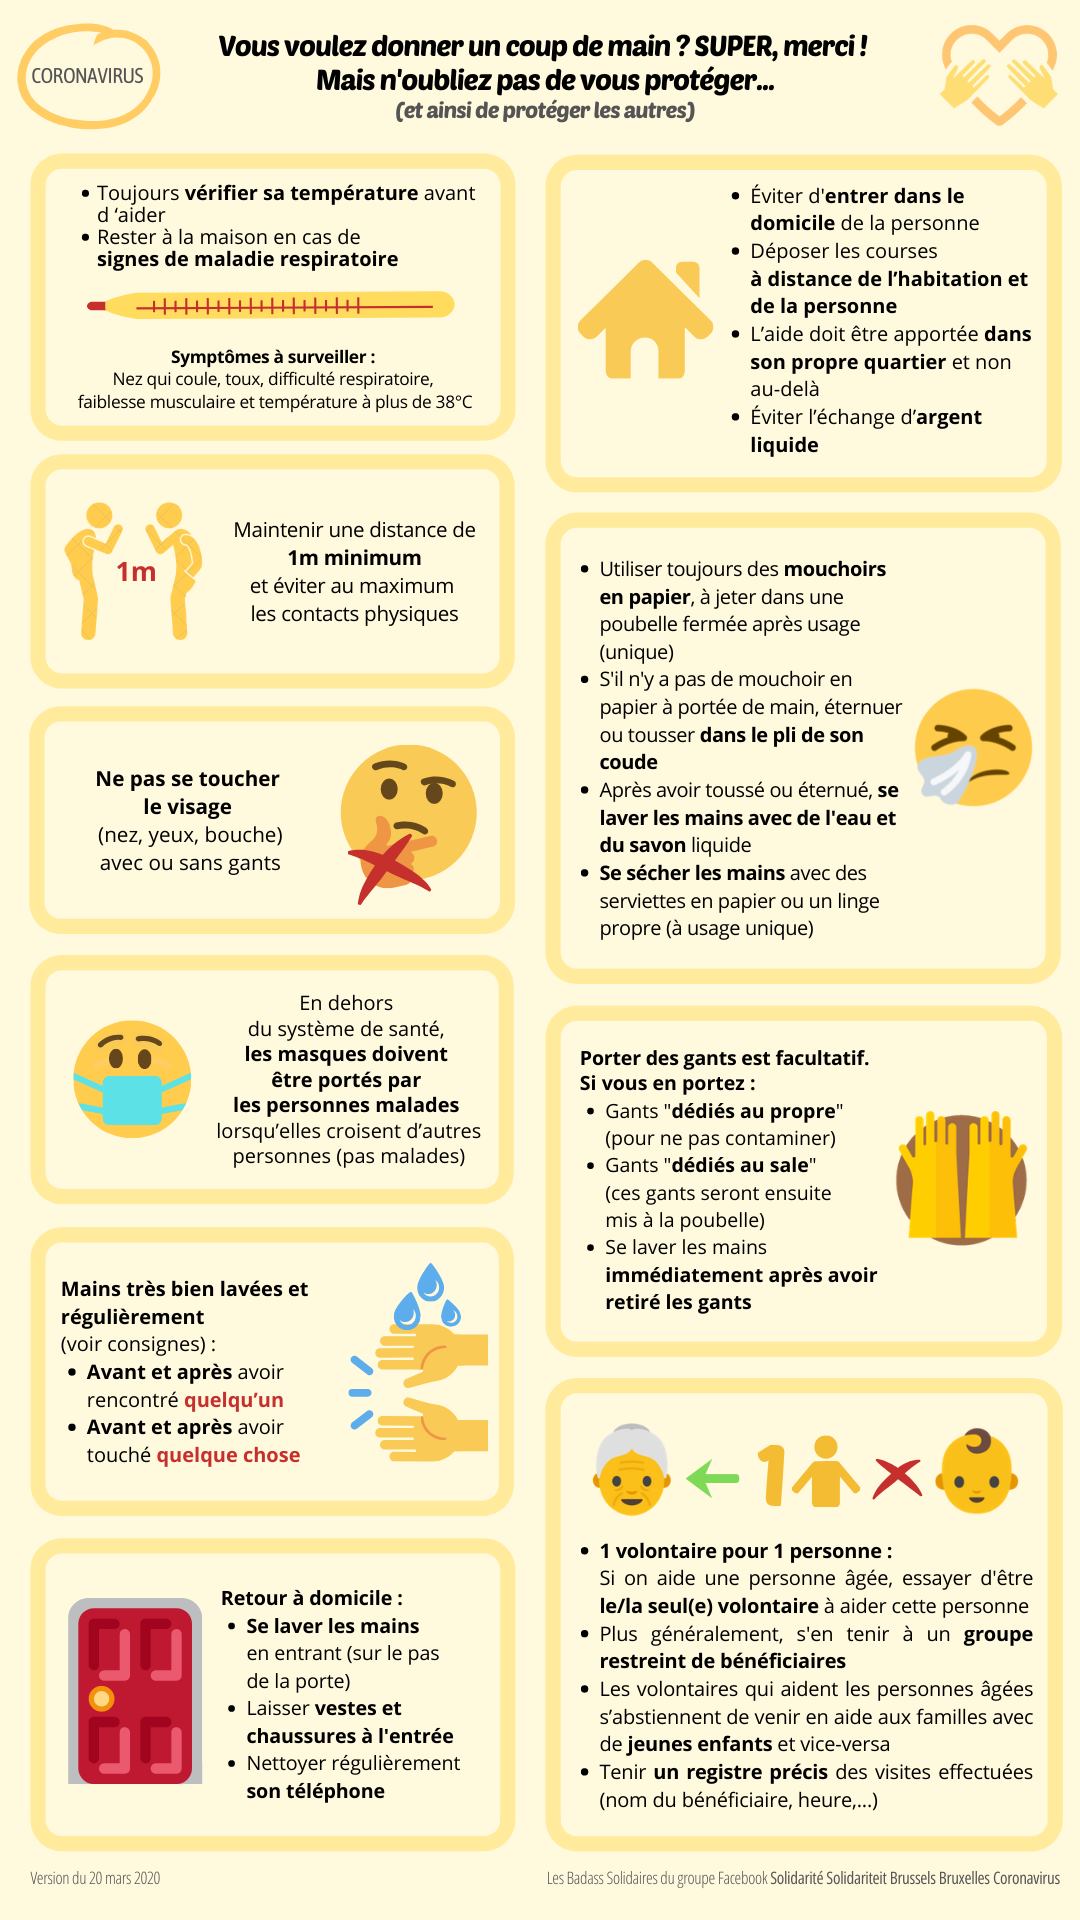 CORONAVIRUS
Vous voulez donner un coup de main ? SUPER, merci !
Mais n'oubliez pas de vous protéger...
(et ainsi de protéger les autres)
• Toujours vérifier sa température avant
d ‘aider
• Rester à la maison en cas de
signes de maladie respiratoire
Symptômes à surveiller :
Nez qui coule, toux, difficulté respiratoire,
faiblesse musculaire et température à plus de 38°C
1m
Maintenir une distance de
1m minimum
et éviter au maximum
les contacts physiques
Ne pas se toucher
le visage
(nez, yeux, bouche)
avec ou sans gants
En dehors
du système de santé,
les masques doivent
être portés par
les personnes malades
lorsqu’elles croisent d’autres
personnes (pas malades)
Mains très bien lavées et
régulièrement
(voir consignes) :
• Avant et après avoir
rencontré quelqu’un
• Avant et après avoir
touché quelque chose
Retour à domicile :
• Se laver les mains
en entrant (sur le pas
de la porte)
• Laisser vestes et
chaussures à l'entrée
• Nettoyer régulièrement
son téléphone
• Éviter d'entrer dans le
domicile de la personne
• Déposer les courses
à distance de l’habitation et
de la personne
• L’aide doit être apportée dans
son propre quartier et non
au-delà
• Éviter l’échange d’argent
liquide
• Utiliser toujours des mouchoirs
en papier, à jeter dans une
poubelle fermée après usage
(unique)
• S'il n'y a pas de mouchoir en
papier à portée de main, éternuer
ou tousser dans le pli de son
coude
• Après avoir toussé ou éternué, se
laver les mains avec de l'eau et
du savon liquide
• Se sécher les mains avec des
serviettes en papier ou un linge
propre (à usage unique)
Porter des gants est facultatif.
Si vous en portez :
• Gants "dédiés au propre"
(pour ne pas contaminer)
• Gants "dédiés au sale"
(ces gants seront ensuite
mis à la poubelle)
• Se laver les mains
immédiatement après avoir
retiré les gants
1
• 1 volontaire pour 1 personne :
Si on aide une personne âgée, essayer d'être
le/la seul(e) volontaire à aider cette personne
• Plus généralement, s'en tenir à un groupe
restreint de bénéficiaires
• Les volontaires qui aident les personnes âgées
s’abstiennent de venir en aide aux familles avec
de jeunes enfants et vice-versa
• Tenir un registre précis des visites effectuées
(nom du bénéficiaire, heure,...)
Version du 20 mars 2020
Les Badass Solidaires du groupe Facebook Solidarité Solidariteit Brussels Bruxelles Coronavirus